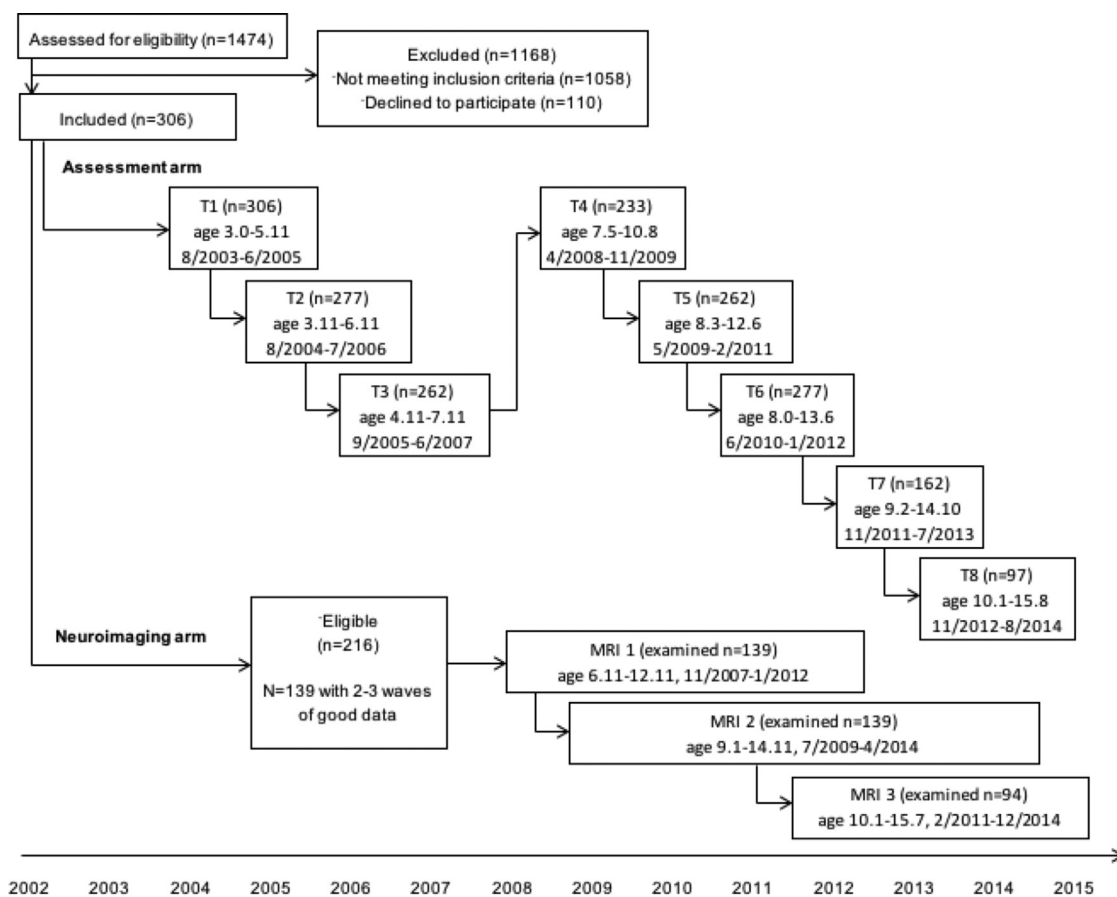 Assessed for eligibility (n=1474)
Excluded (n=1168)
-Not meeting inclusion criteria (n=1058)
-Declined to participate (n=110)
Included (n=306)
Assessment arm
T1 (n=306)
age 3.0-5.11
8/2003-6/2005
T2 (n=277)
age 3.11-6.11
8/2004-7/2006
T3 (n=262)
age 4.11-7.11
9/2005-6/2007
T4 (n=233)
age 7.5-10.8
4/2008-11/2009
T5 (n=262)
age 8.3-12.6
5/2009-2/2011
T6 (n=277)
age 8.0-13.6
6/2010-1/2012
T7 (n=162)
age 9.2-14.10
11/2011-7/2013
T8 (n=97)
age 10.1-15.8
11/2012-8/2014
Neuroimaging arm
-Eligible
(n=216)
N=139 with 2-3 waves
of good data
MRI 1 (examined n=139)
age 6.11-12.11, 11/2007-1/2012
MRI 2 (examined n=139)
age 9.1-14.11, 7/2009-4/2014
MRI 3 (examined n=94)
age 10.1-15.7, 2/2011-12/2014
2002 2003 2004 2005 2006 2007 2008 2009 2010 2011 2012 2013 2014 2015